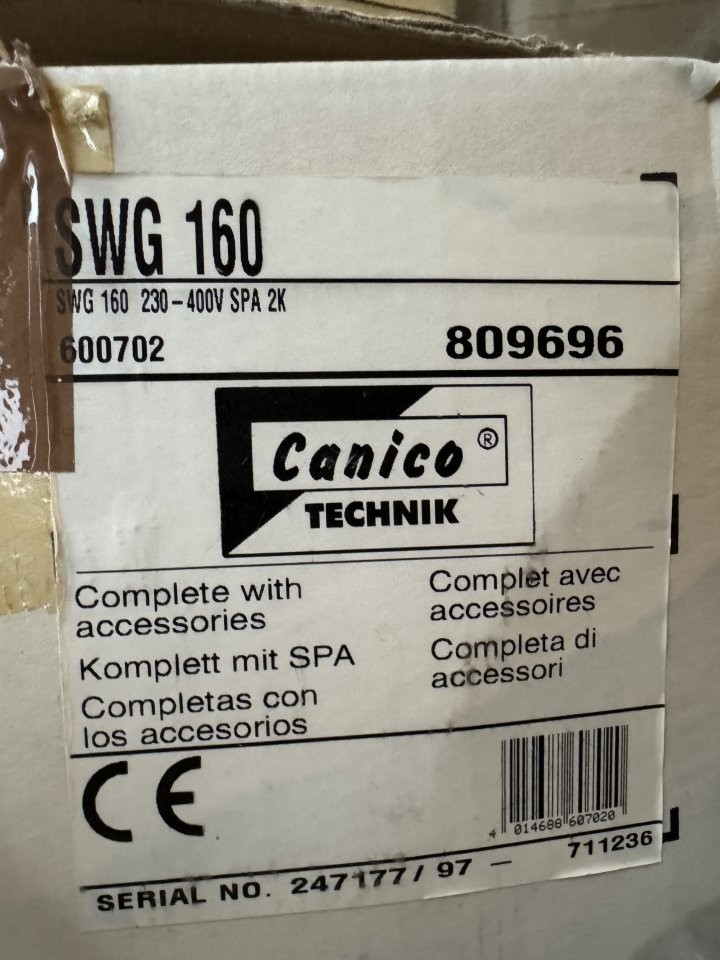 SWG 160
SWG 160 230-400V SPA 2K
600702 809696
Canico ®
TECHNIK
Complete with
accessories
Komplett mit SPA
Completas con
los accesorios
Complet avec
accessoires
Completa di
accessori
CE
4 014688 607020
SERIAL NO. 247177/ 97 - 711236